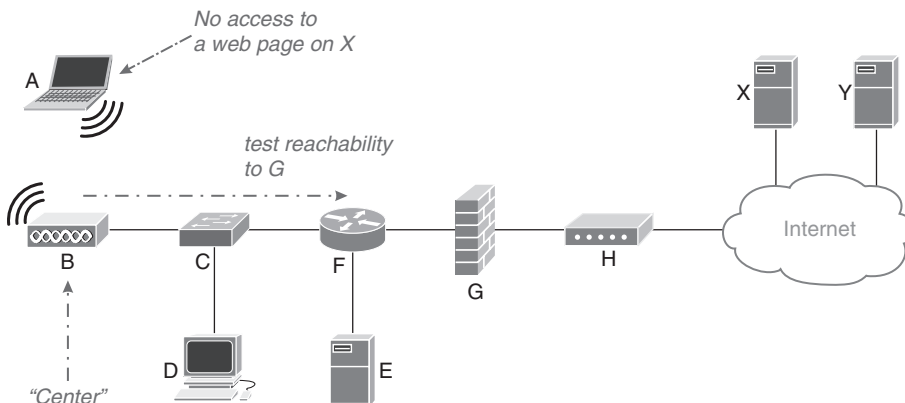 No access to
a web page on X
A
X
Y
test reachability
to G
Internet
B
C
F
G
H
D
E
“Center”